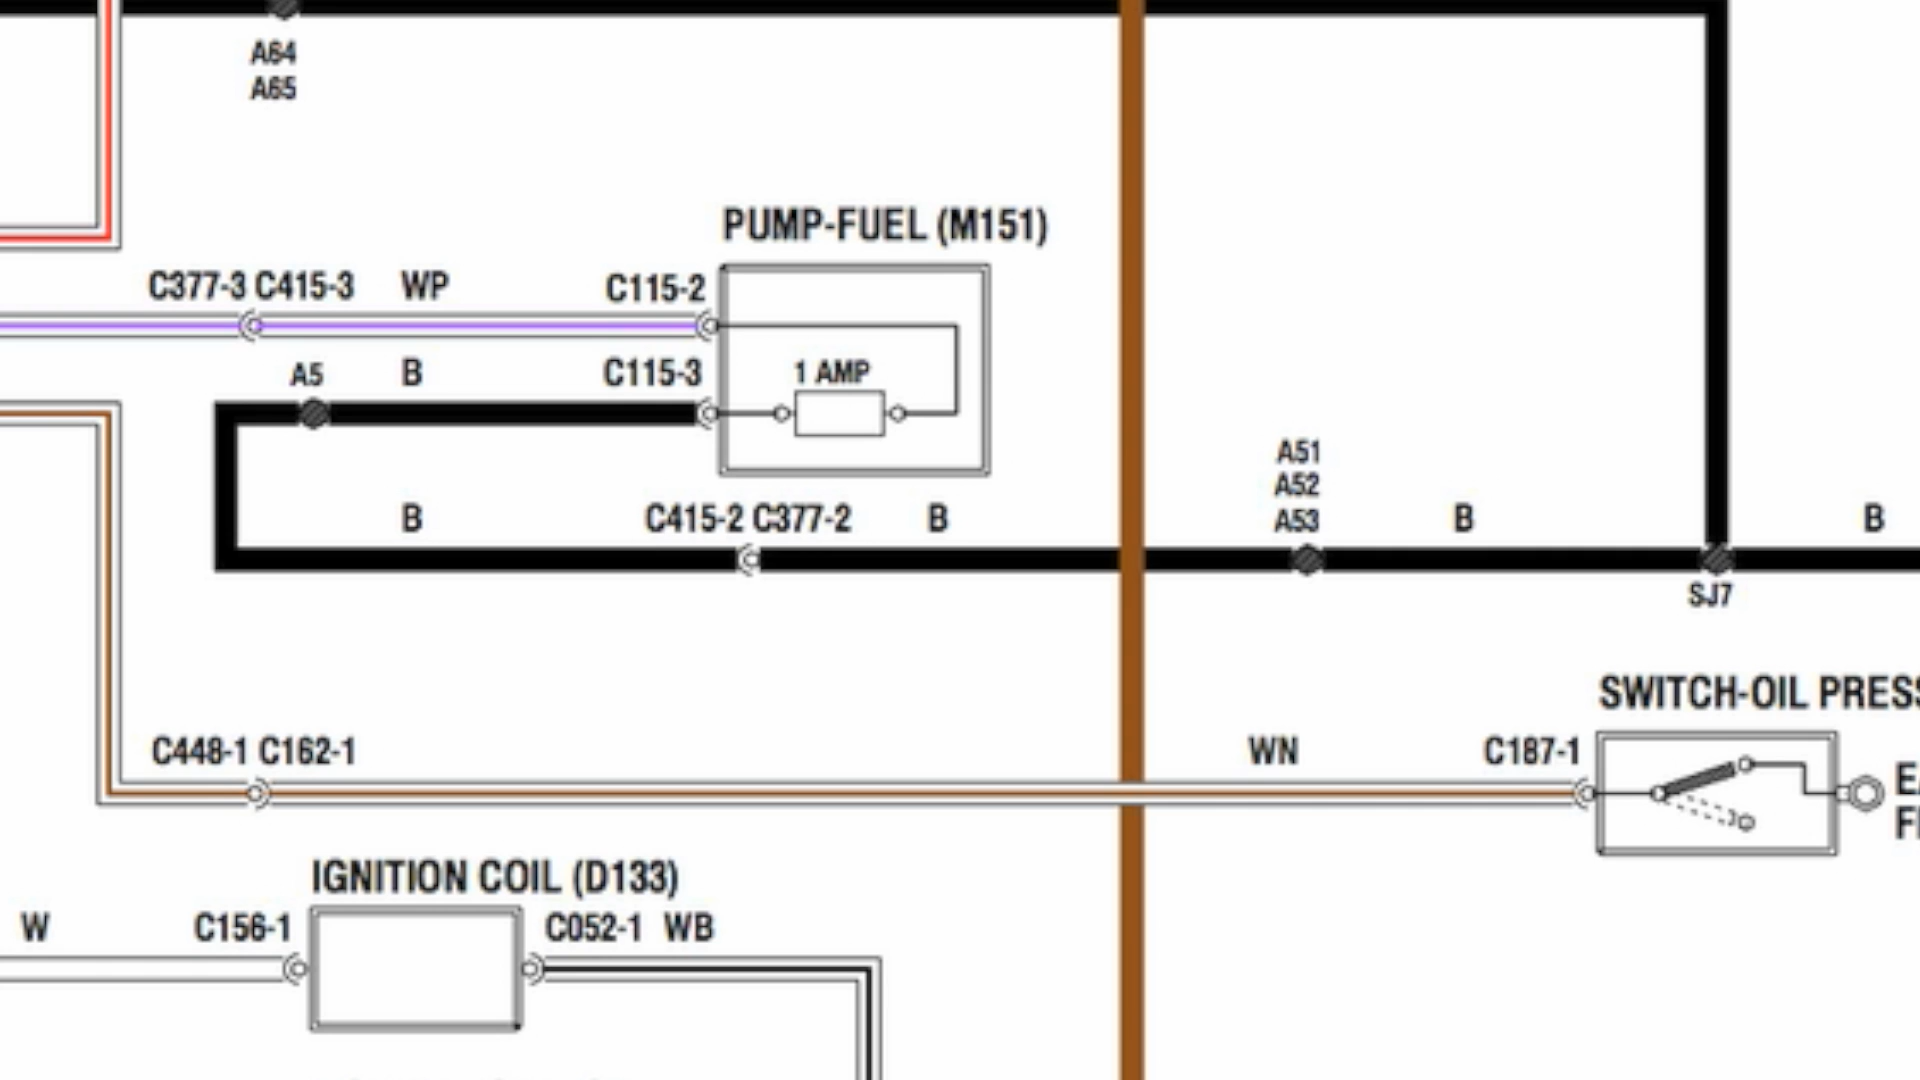 A64
A65
PUMP-FUEL (M151)
C377-3 C415-3 WP C115-2
A5 B C115-3 1 AMP
A51
A52
B C415-2 C377-2 B A53 B B
SJ7
SWITCH-OIL PRESS
C448-1 C162-1 WN C187-1
IGNITION COIL (D133)
W C156-1 C052-1 WB